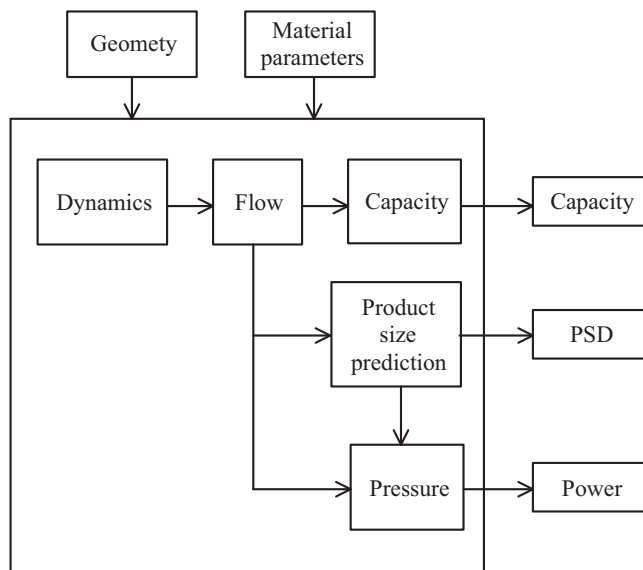 Geomety
Material
parameters
Dynamics
Flow
Capacity
Capacity
Product
size
prediction
PSD
Pressure
Power